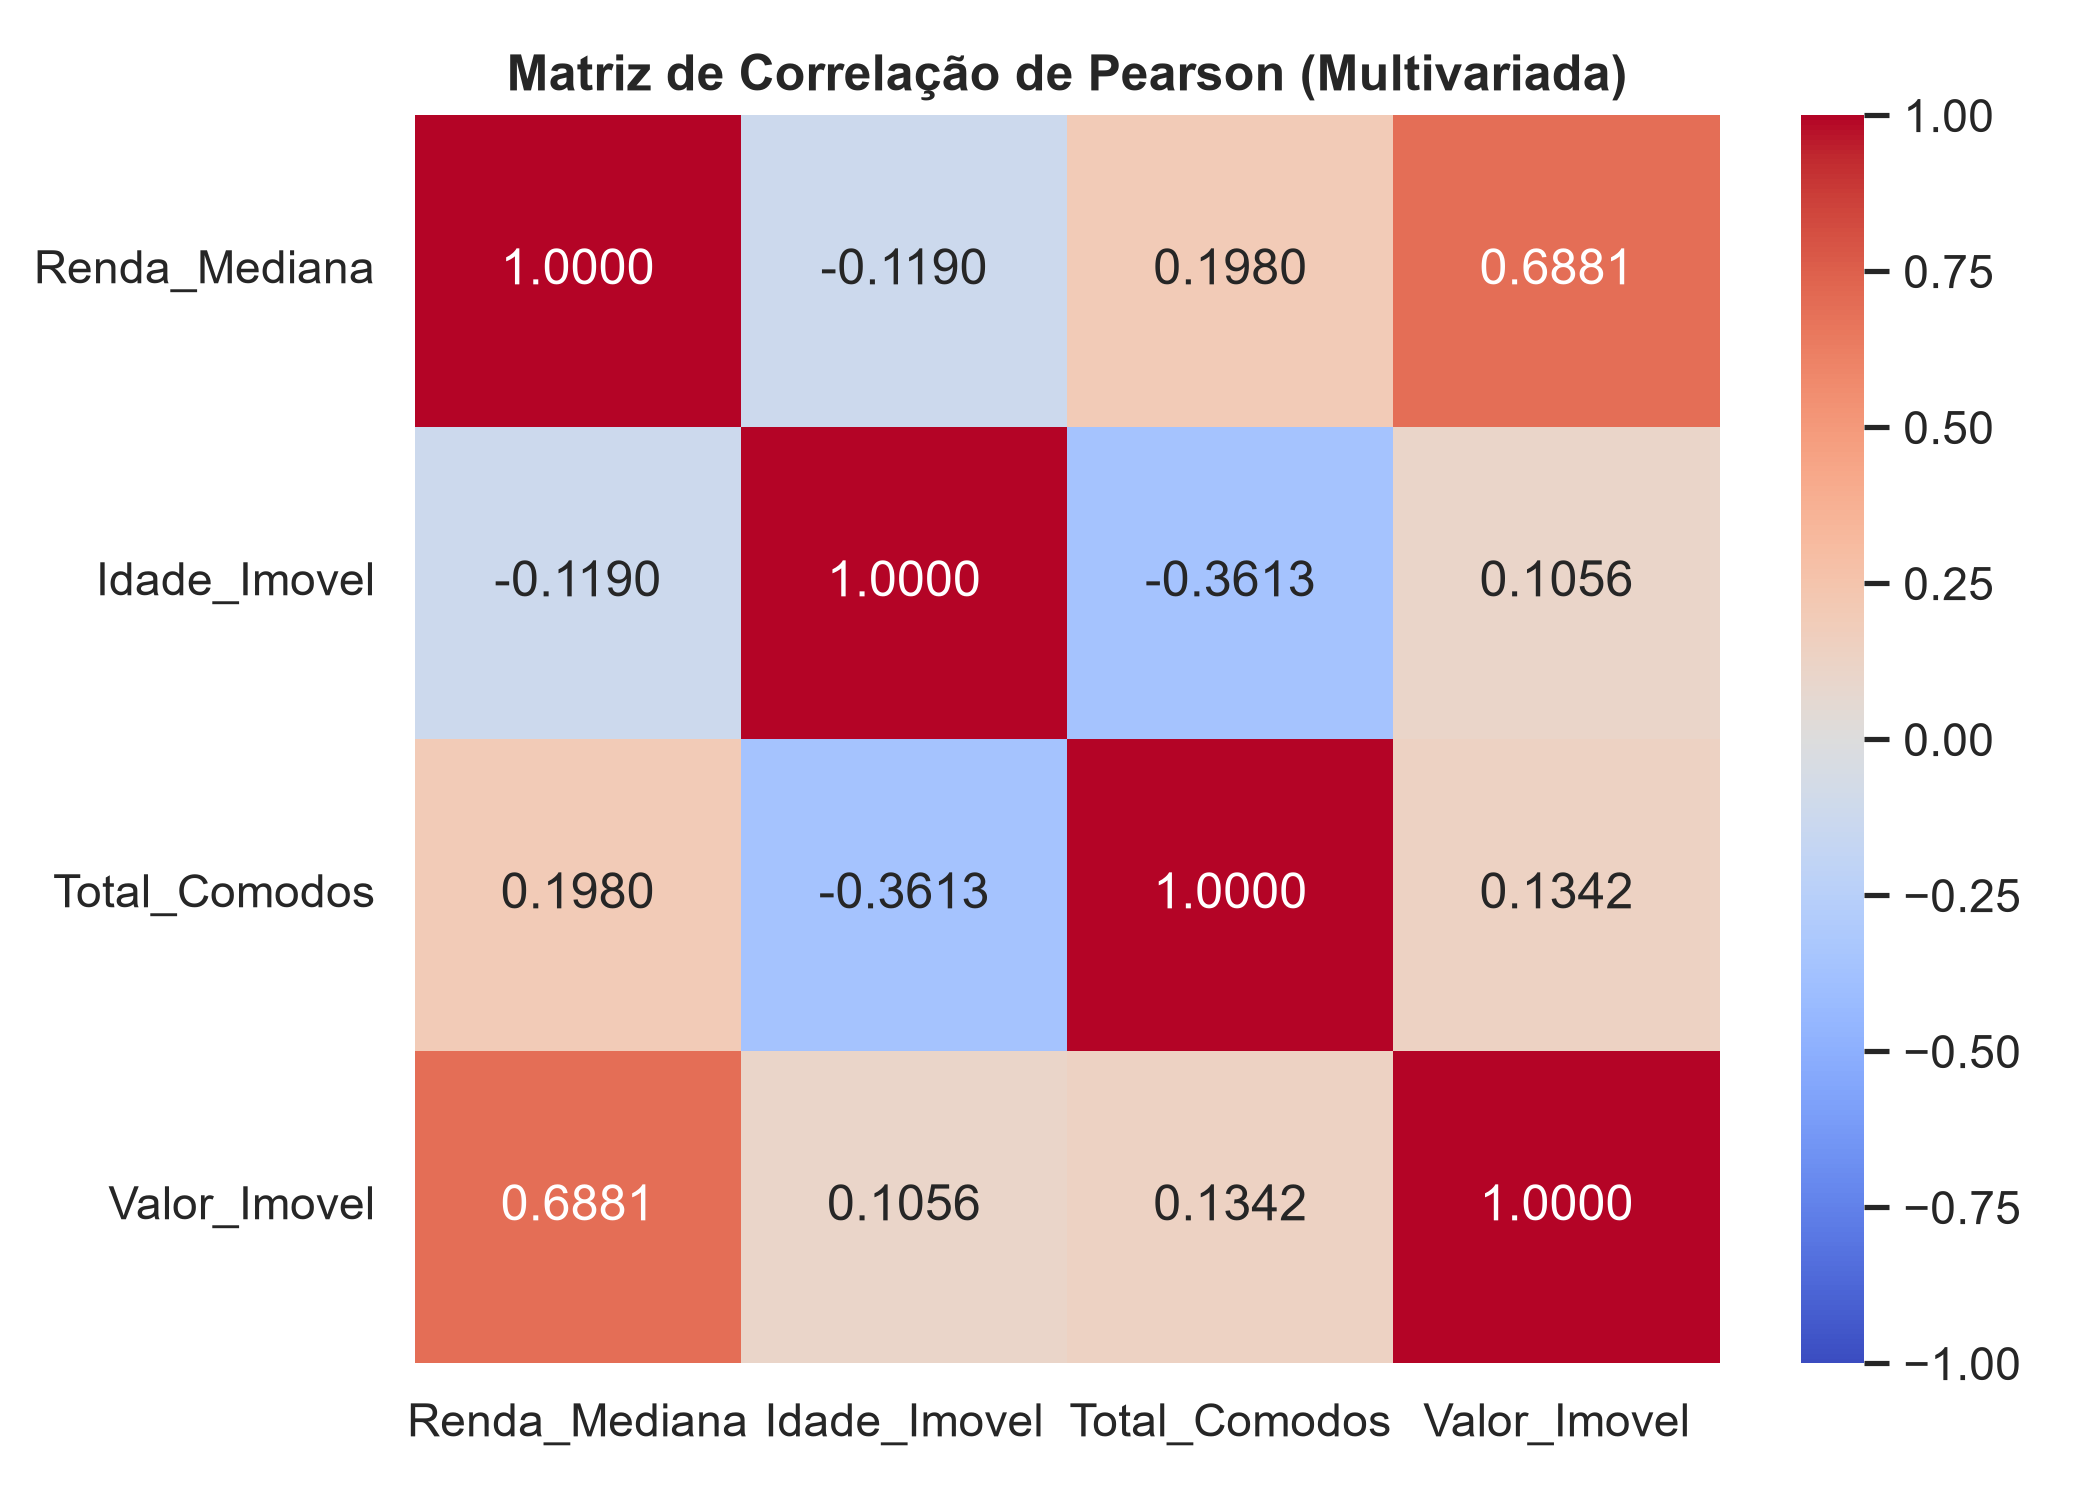 Matriz de Correlação de Pearson (Multivariada)
Renda_Mediana 1.0000 -0.1190 0.1980 0.6881
Idade_Imovel -0.1190 1.0000 -0.3613 0.1056
Total_Comodos 0.1980 -0.3613 1.0000 0.1342
Valor_Imovel 0.6881 0.1056 0.1342 1.0000
Renda_Mediana Idade_Imovel Total_Comodos Valor_Imovel
1.00
0.75
0.50
0.25
0.00
−0.25
−0.50
−0.75
−1.00